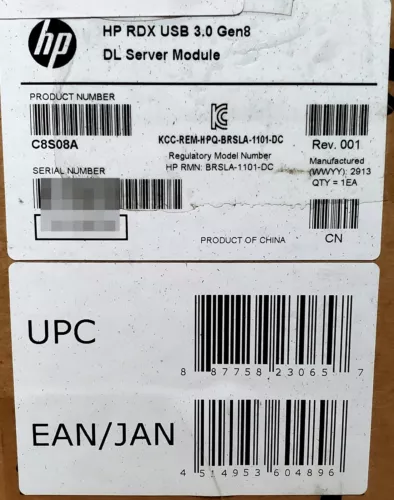 hp
HP RDX USB 3.0 Gen8
DL Server Module
PRODUCT NUMBER
C8S08A
KCC-REM-HPQ-BRSLA-1101-DC
Regulatory Model Number
HP RMN: BRSLA-1101-DC
Rev. 001
Manufactured
(WWYY): 2913
QTY = 1EA
SERIAL NUMBER
PRODUCT OF CHINA
CN
UPC
8 87758 23065 7
EAN/JAN
4 514953 604896